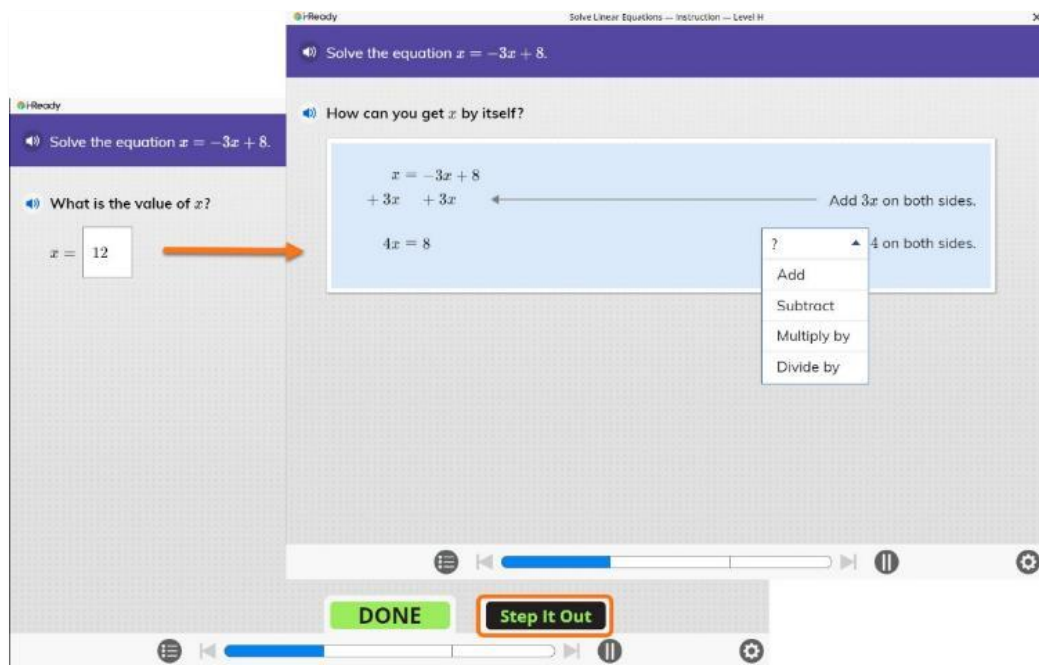 i-Ready
Solve the equation x = −3x + 8.
What is the value of x?
x = 12
DONE
Step It Out
i-Ready
Solve Linear Equations — Instruction — Level H
X
Solve the equation x = −3x + 8.
How can you get x by itself?
x = −3x + 8
+ 3x + 3x Add 3x on both sides.
4x = 8 ? 4 on both sides.
Add
Subtract
Multiply by
Divide by